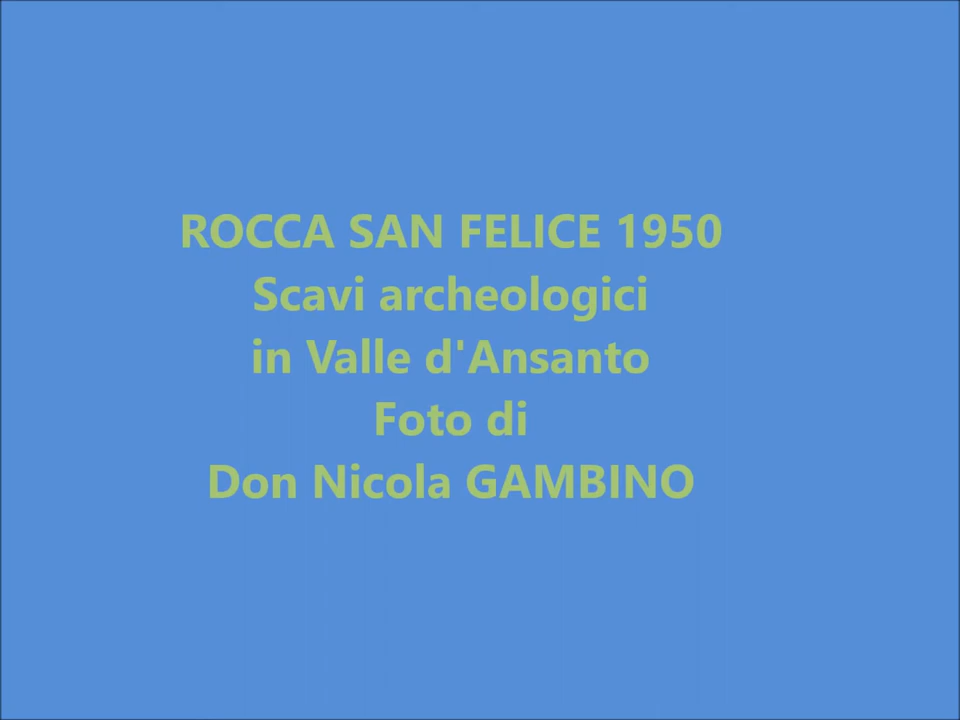 ROCCA SAN FELICE 1950
Scavi archeologici
in Valle d'Ansanto
Foto di
Don Nicola GAMBINO